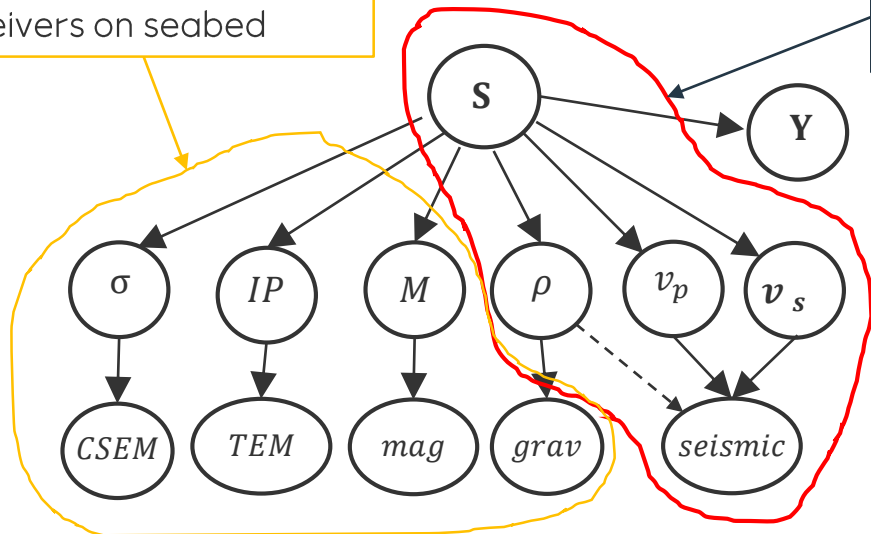 eivers on seabed
S
Y
σ
IP
M
ρ
v_p
v_s
CSEM
TEM
mag
grav
seismic